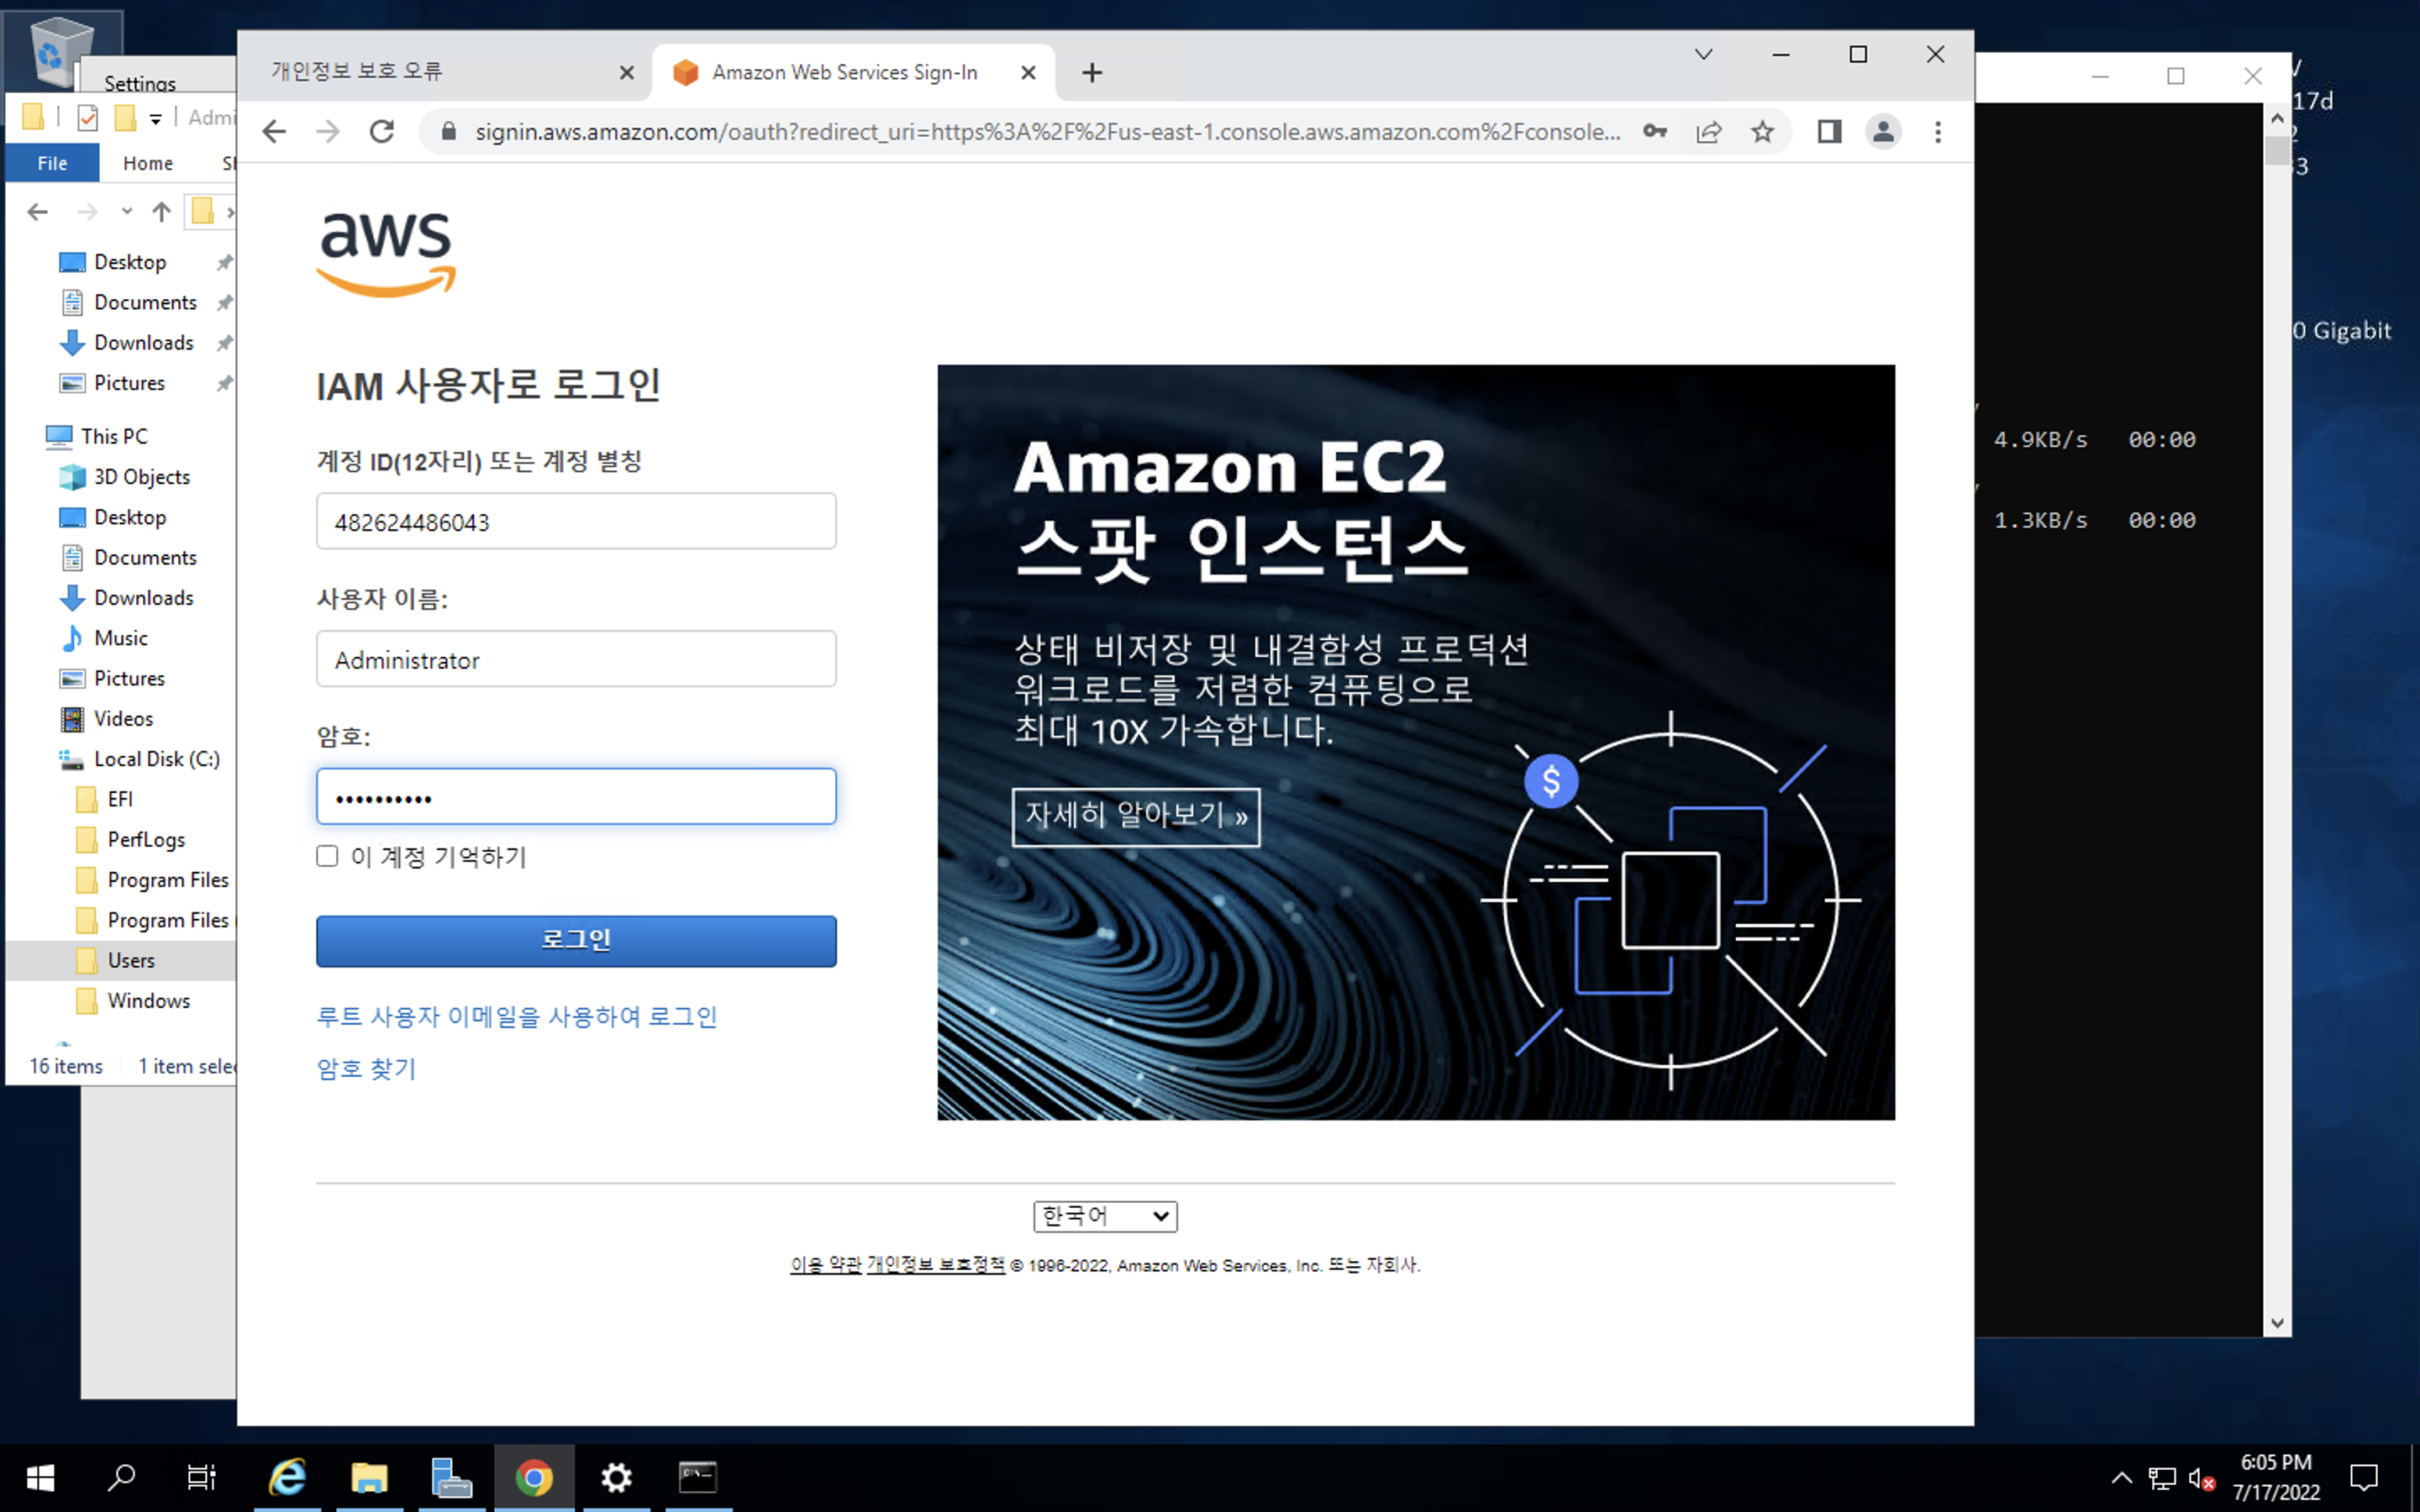 Settings
Admi
File
Home
Desktop
Documents
Downloads
Pictures
This PC
3D Objects
Desktop
Documents
Downloads
Music
Pictures
Videos
Local Disk (C:)
EFI
PerfLogs
Program Files
Program Files
Users
Windows
16 items
1 item selec
개인정보 보호 오류
Amazon Web Services Sign-In
signin.aws.amazon.com/oauth?redirect_uri=https%3A%2F%2Fus-east-1.console.aws.amazon.com%2Fconsole...
aws
IAM 사용자로 로그인
계정 ID(12자리) 또는 계정 별칭
482624486043
사용자 이름:
Administrator
암호:
••••••••••
이 계정 기억하기
로그인
루트 사용자 이메일을 사용하여 로그인
암호 찾기
Amazon EC2
스팟 인스턴스
상태 비저장 및 내결함성 프로덕션
워크로드를 저렴한 컴퓨팅으로
최대 10X 가속합니다.
자세히 알아보기 »
$
한국어
이용 약관 개인정보 보호정책 © 1996-2022, Amazon Web Services, Inc. 또는 자회사.
17d
0 Gigabit
4.9KB/s 00:00
1.3KB/s 00:00
6:05 PM
7/17/2022